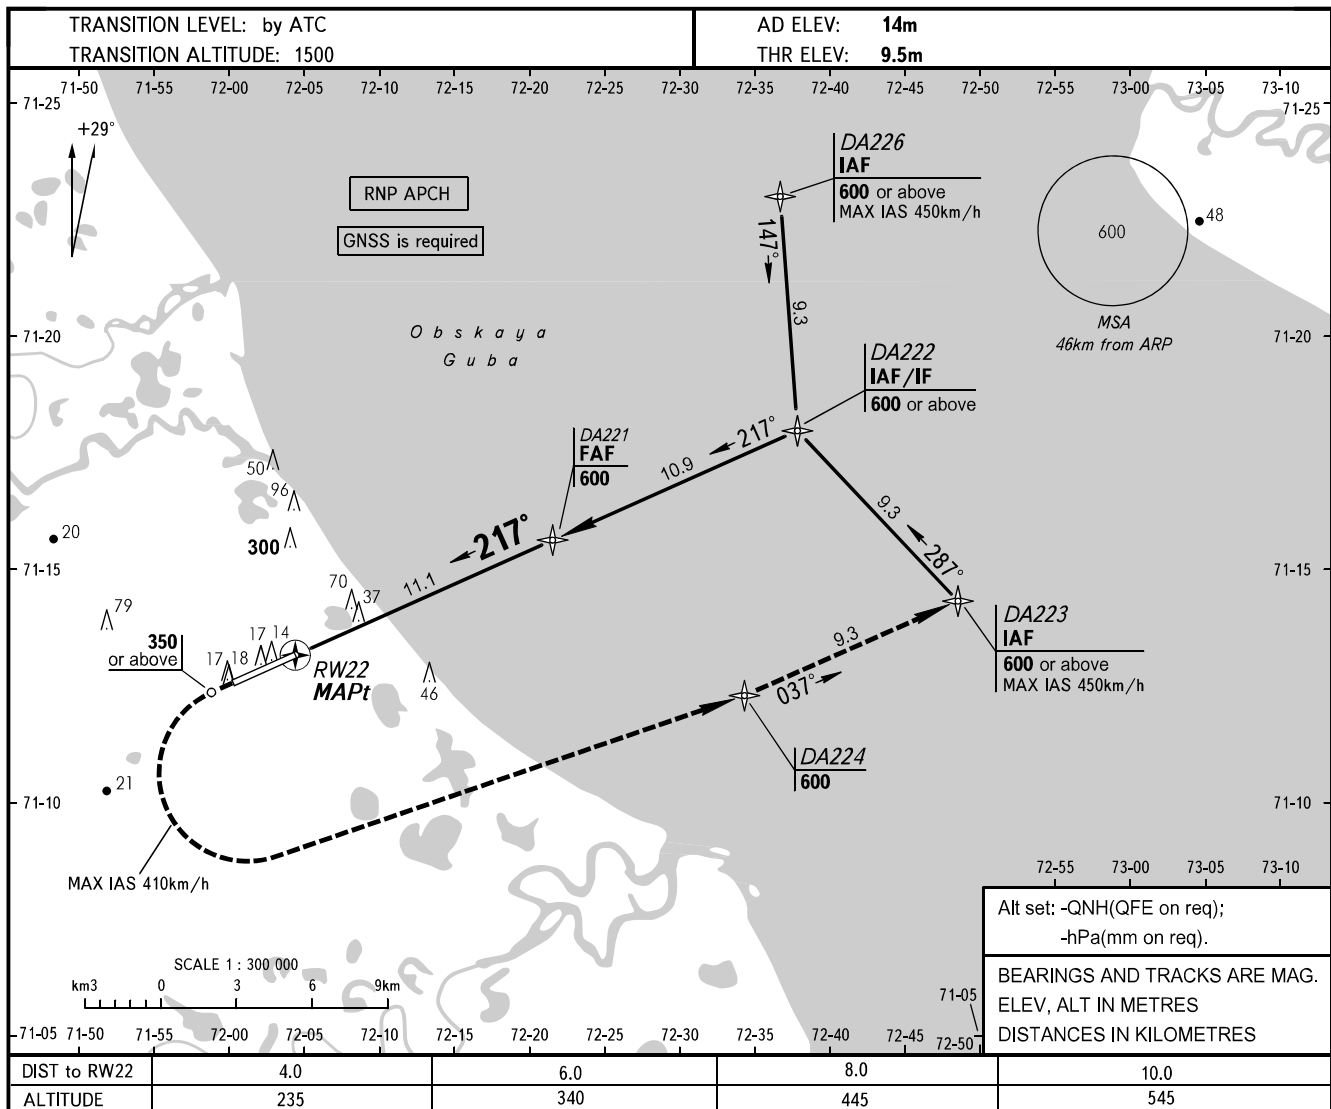 TRANSITION LEVEL: by ATC
TRANSITION ALTITUDE: 1500
AD ELEV: 14m
THR ELEV: 9.5m
71-50 71-55 72-00 72-05 72-10 72-15 72-20 72-25 72-30 72-35 72-40 72-45 72-50 72-55 73-00 73-05 73-10
71-25
71-25
+29°
RNP APCH
GNSS is required
DA226
IAF
600 or above
MAX IAS 450km/h
147°
9.3
600
48
MSA
46km from ARP
Obskaya
Guba
71-20
71-20
DA222
IAF/IF
600 or above
DA221
FAF
600
217°
10.9
9.3
287°
50
96
300
20
217°
11.1
71-15
71-15
70
37
79
350
or above
17
14
17
18
RW22
MAPt
46
9.3
037°
DA223
IAF
600 or above
MAX IAS 450km/h
DA224
600
21
71-10
71-10
MAX IAS 410km/h
72-55 73-00 73-05 73-10
Alt set: -QNH(QFE on req);
-hPa(mm on req).
SCALE 1 : 300 000
km3 0 3 6 9km
BEARINGS AND TRACKS ARE MAG.
ELEV, ALT IN METRES
DISTANCES IN KILOMETRES
71-05
71-05 71-50 71-55 72-00 72-05 72-10 72-15 72-20 72-25 72-30 72-35 72-40 72-45 72-50
DIST to RW22 4.0 6.0 8.0 10.0
ALTITUDE 235 340 445 545